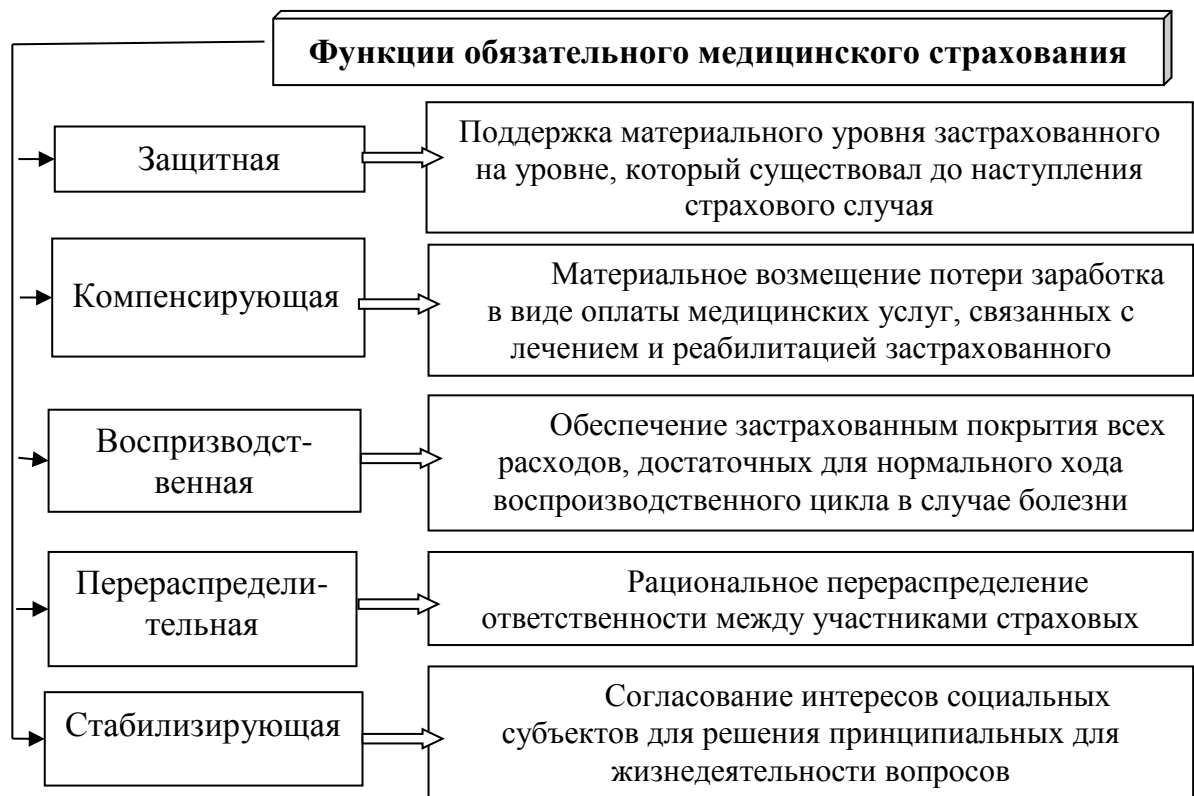 Функции обязательного медицинского страхования
Защитная
Поддержка материального уровня застрахованного
на уровне, который существовал до наступления
страхового случая
Компенсирующая
Материальное возмещение потери заработка
в виде оплаты медицинских услуг, связанных с
лечением и реабилитацией застрахованного
Воспризводст-
венная
Обеспечение застрахованным покрытия всех
расходов, достаточных для нормального хода
воспроизводственного цикла в случае болезни
Перераспредели-
тельная
Рациональное перераспределение
ответственности между участниками страховых
Стабилизирующая
Согласование интересов социальных
субъектов для решения принципиальных для
жизнедеятельности вопросов